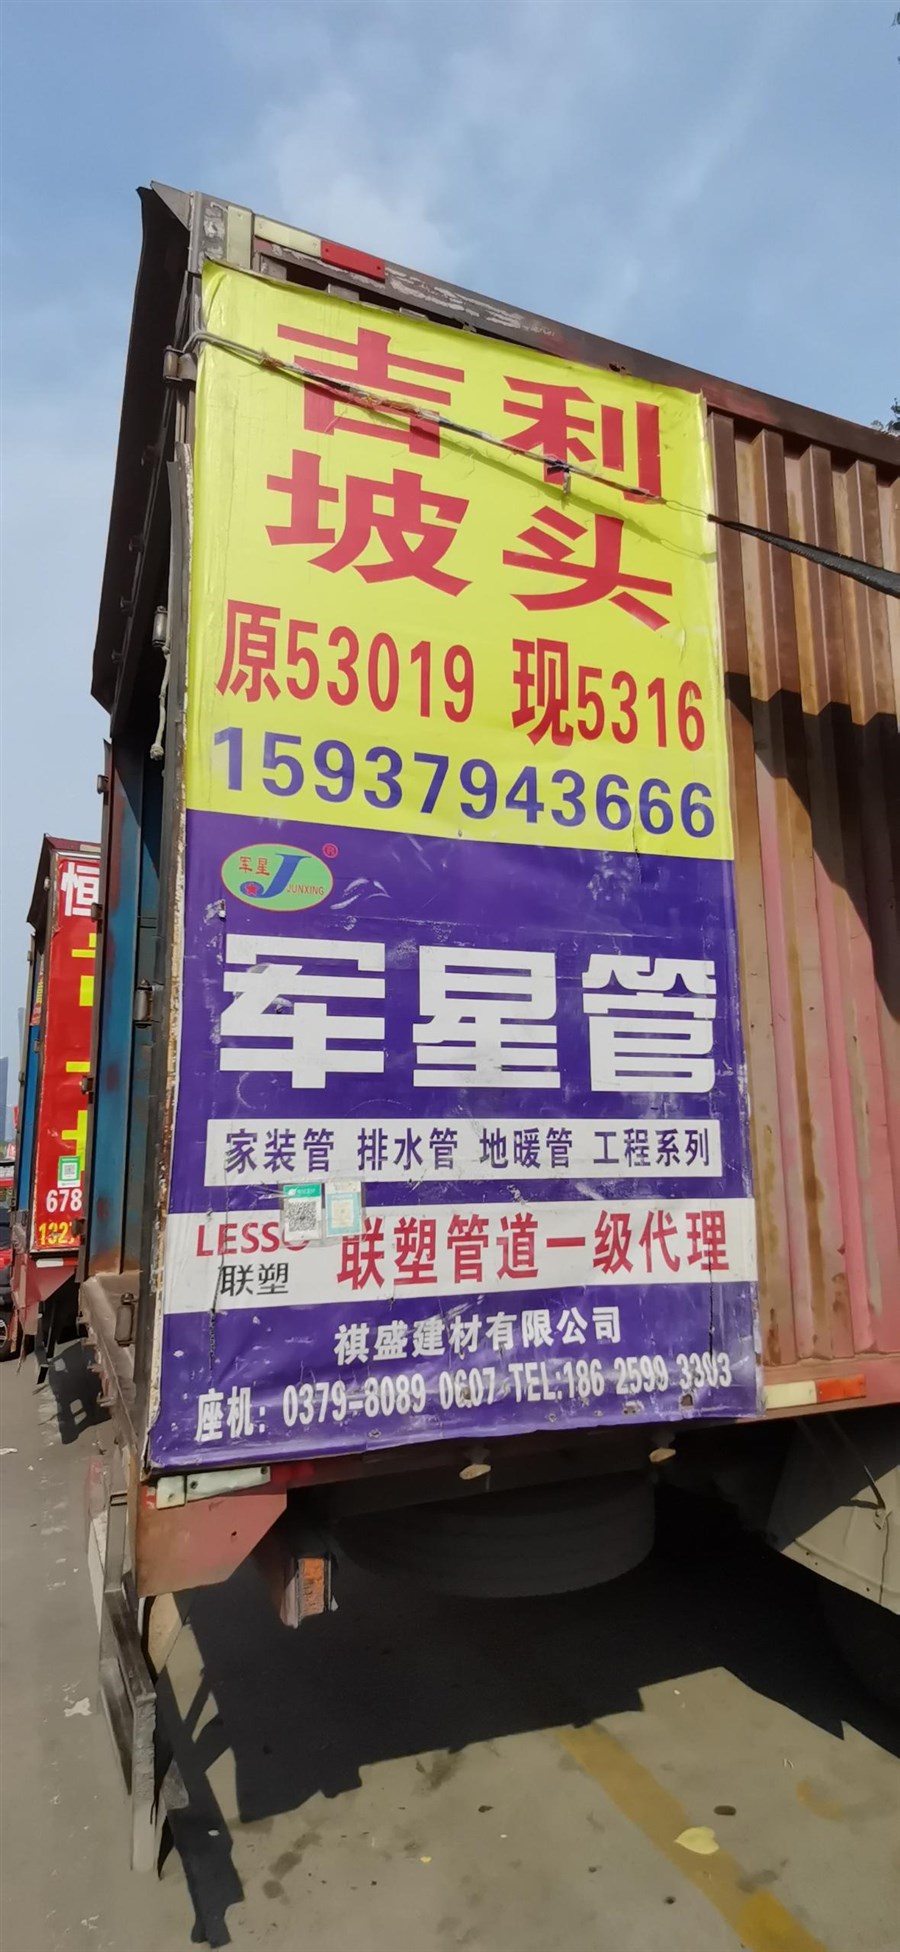 吉利
坡头
原53019 现5316
15937943666
军星
JUNXING
®
军星管
家装管 排水管 地暖管 工程系列
LESSO 联塑管道一级代理
联塑
祺盛建材有限公司
座机：0379-8089 0607 TEL:186 2599 3303
恒
678